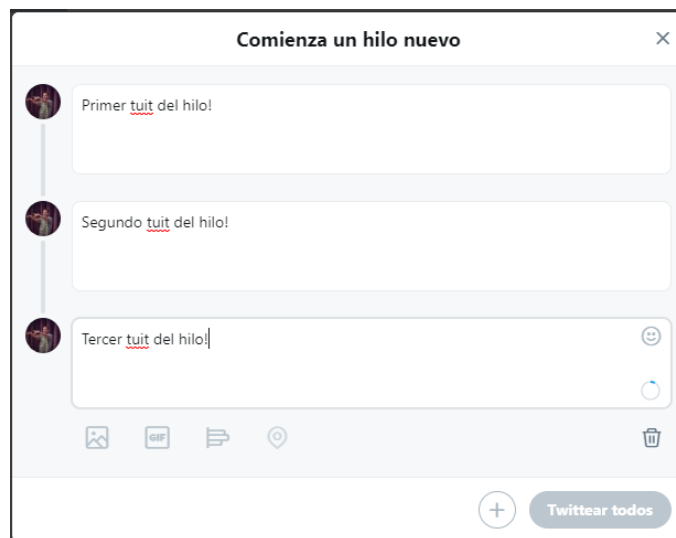 Comienza un hilo nuevo
Primer tuit del hilo!
Segundo tuit del hilo!
Tercer tuit del hilo!
GIF
Twittear todos